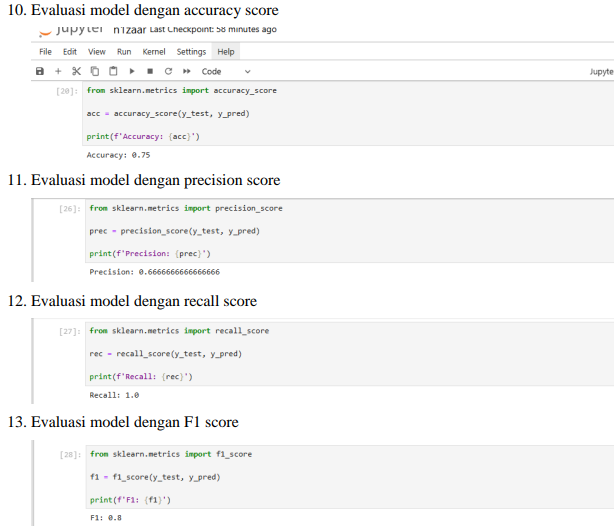 10. Evaluasi model dengan accuracy score
Jupyter n1zaar Last Checkpoint: 58 minutes ago
File Edit View Run Kernel Settings Help
Code Jupyte
[20]: from sklearn.metrics import accuracy_score
acc = accuracy_score(y_test, y_pred)
print(f'Accuracy: {acc}')
Accuracy: 0.75
11. Evaluasi model dengan precision score
[26]: from sklearn.metrics import precision_score
prec = precision_score(y_test, y_pred)
print(f'Precision: {prec}')
Precision: 0.6666666666666666
12. Evaluasi model dengan recall score
[27]: from sklearn.metrics import recall_score
rec = recall_score(y_test, y_pred)
print(f'Recall: {rec}')
Recall: 1.0
13. Evaluasi model dengan F1 score
[28]: from sklearn.metrics import f1_score
f1 = f1_score(y_test, y_pred)
print(f'F1: {f1}')
F1: 0.8